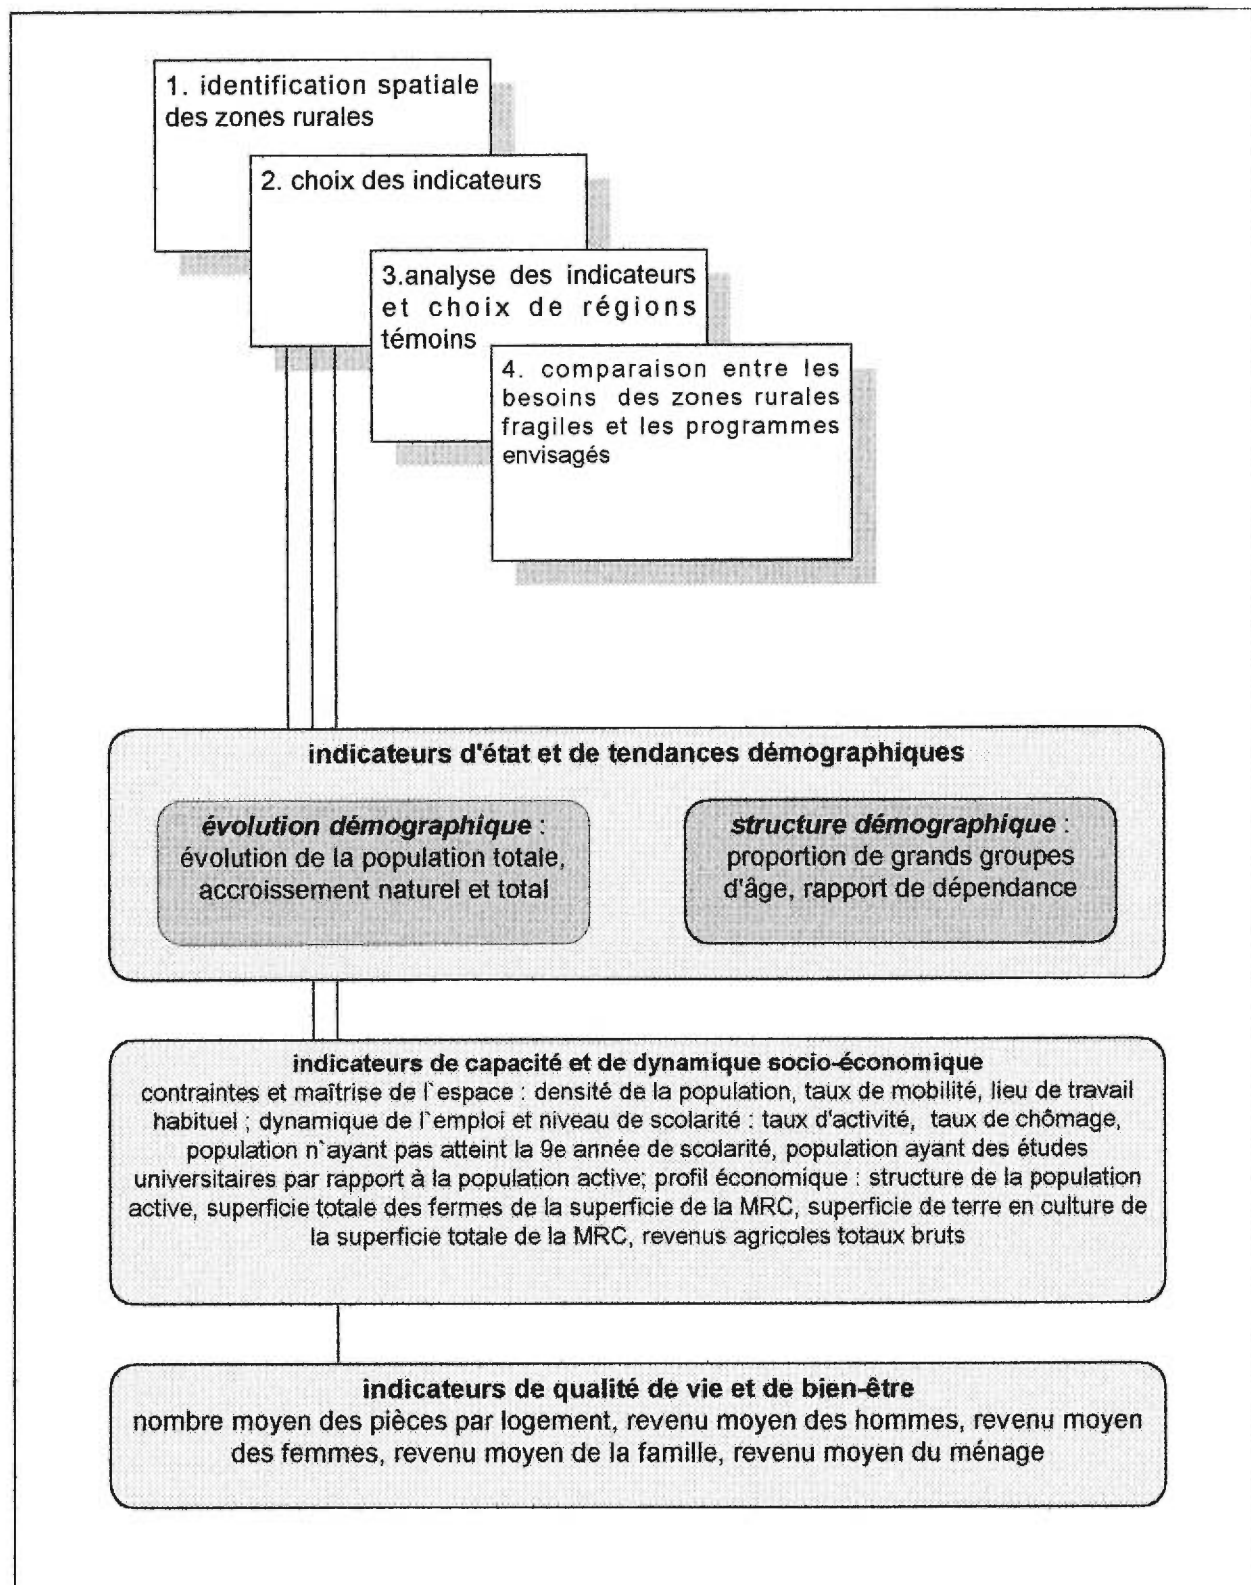 1. identification spatiale
des zones rurales
2. choix des indicateurs
3.analyse des indicateurs
et choix de régions
témoins
4. comparaison entre les
besoins des zones rurales
fragiles et les programmes
envisagés
indicateurs d'état et de tendances démographiques
évolution démographique :
évolution de la population totale,
accroissement naturel et total
structure démographique :
proportion de grands groupes
d'âge, rapport de dépendance
indicateurs de capacité et de dynamique socio-économique
contraintes et maîtrise de l`espace : densité de la population, taux de mobilité, lieu de travail
habituel ; dynamique de l`emploi et niveau de scolarité : taux d'activité, taux de chômage,
population n`ayant pas atteint la 9e année de scolarité, population ayant des études
universitaires par rapport à la population active; profil économique : structure de la population
active, superficie totale des fermes de la superficie de la MRC, superficie de terre en culture de
la superficie totale de la MRC, revenus agricoles totaux bruts
indicateurs de qualité de vie et de bien-être
nombre moyen des pièces par logement, revenu moyen des hommes, revenu moyen
des femmes, revenu moyen de la famille, revenu moyen du ménage